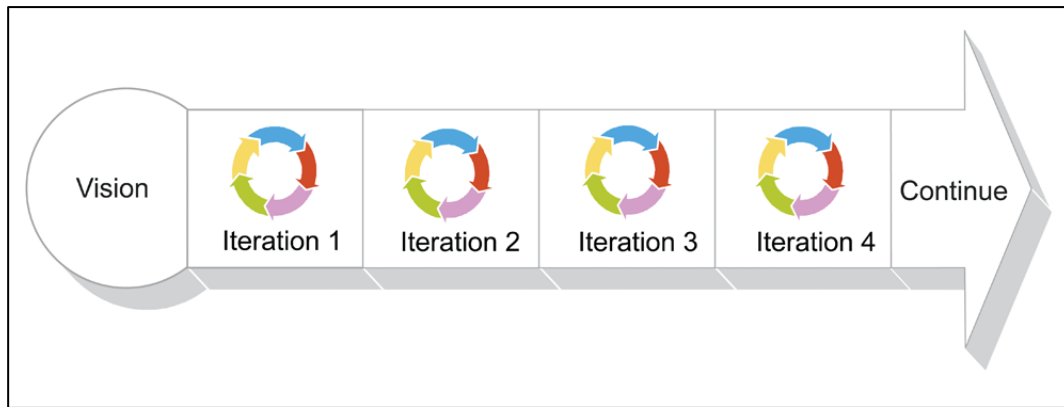 Vision
Iteration 1
Iteration 2
Iteration 3
Iteration 4
Continue